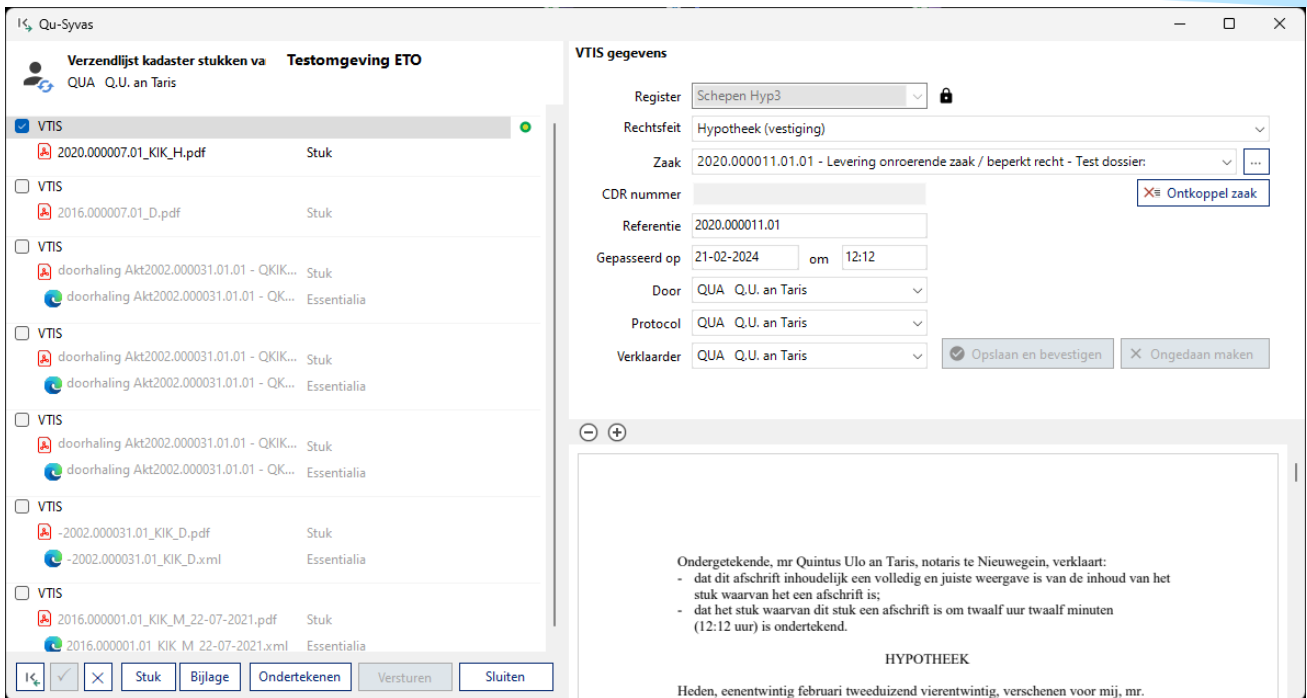 Qu-Syvas
Verzendlijst kadaster stukken va Testomgeving ETO
QUA Q.U. an Taris
VTIS
2020.000007.01_KIK_H.pdf Stuk
VTIS
2016.000007.01_D.pdf Stuk
VTIS
doorhaling Akt2002.000031.01.01 - QKIK... Stuk
doorhaling Akt2002.000031.01.01 - QK... Essentialia
VTIS
doorhaling Akt2002.000031.01.01 - QKIK... Stuk
doorhaling Akt2002.000031.01.01 - QK... Essentialia
VTIS
doorhaling Akt2002.000031.01.01 - QKIK... Stuk
doorhaling Akt2002.000031.01.01 - QK... Essentialia
VTIS
-2002.000031.01_KIK_D.pdf Stuk
-2002.000031.01_KIK_D.xml Essentialia
VTIS
2016.000001.01_KIK_M_22-07-2021.pdf Stuk
2016.000001.01_KIK_M_22-07-2021.xml Essentialia
Stuk Bijlage Ondertekenen Versturen Sluiten
VTIS gegevens
Register Schepen Hyp3
Rechtsfeit Hypotheek (vestiging)
Zaak 2020.000011.01.01 - Levering onroerende zaak / beperkt recht - Test dossier: ...
CDR nummer Ontkoppel zaak
Referentie 2020.000011.01
Gepasseerd op 21-02-2024 om 12:12
Door QUA Q.U. an Taris
Protocol QUA Q.U. an Taris
Verklaarder QUA Q.U. an Taris Opslaan en bevestigen Ongedaan maken
Ondergetekende, mr Quintus Ulo an Taris, notaris te Nieuwegein, verklaart:
- dat dit afschrift inhoudelijk een volledig en juiste weergave is van de inhoud van het
stuk waarvan het een afschrift is;
- dat het stuk waarvan dit stuk een afschrift is om twaalf uur twaalf minuten
(12:12 uur) is ondertekend.
HYPOTHEEK
Heden, eenentwintig februari tweeduizend vierentwintig, verschenen voor mij, mr.